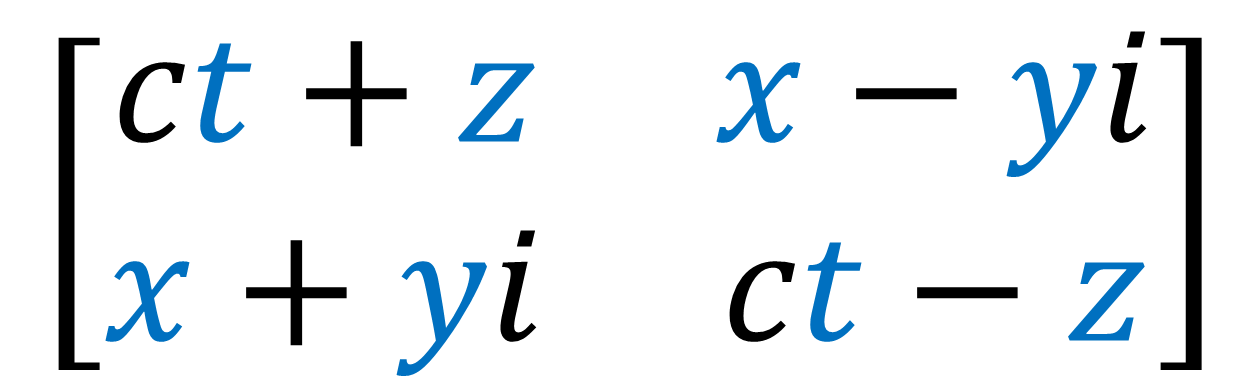 ct + z x − yi
x + yi ct − z